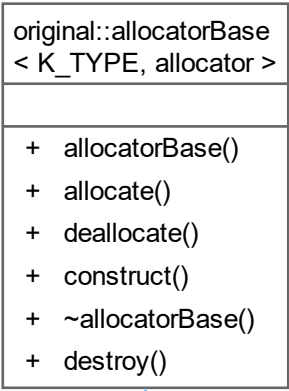 original::allocatorBase
< K_TYPE, allocator >
+ allocatorBase()
+ allocate()
+ deallocate()
+ construct()
+ ~allocatorBase()
+ destroy()